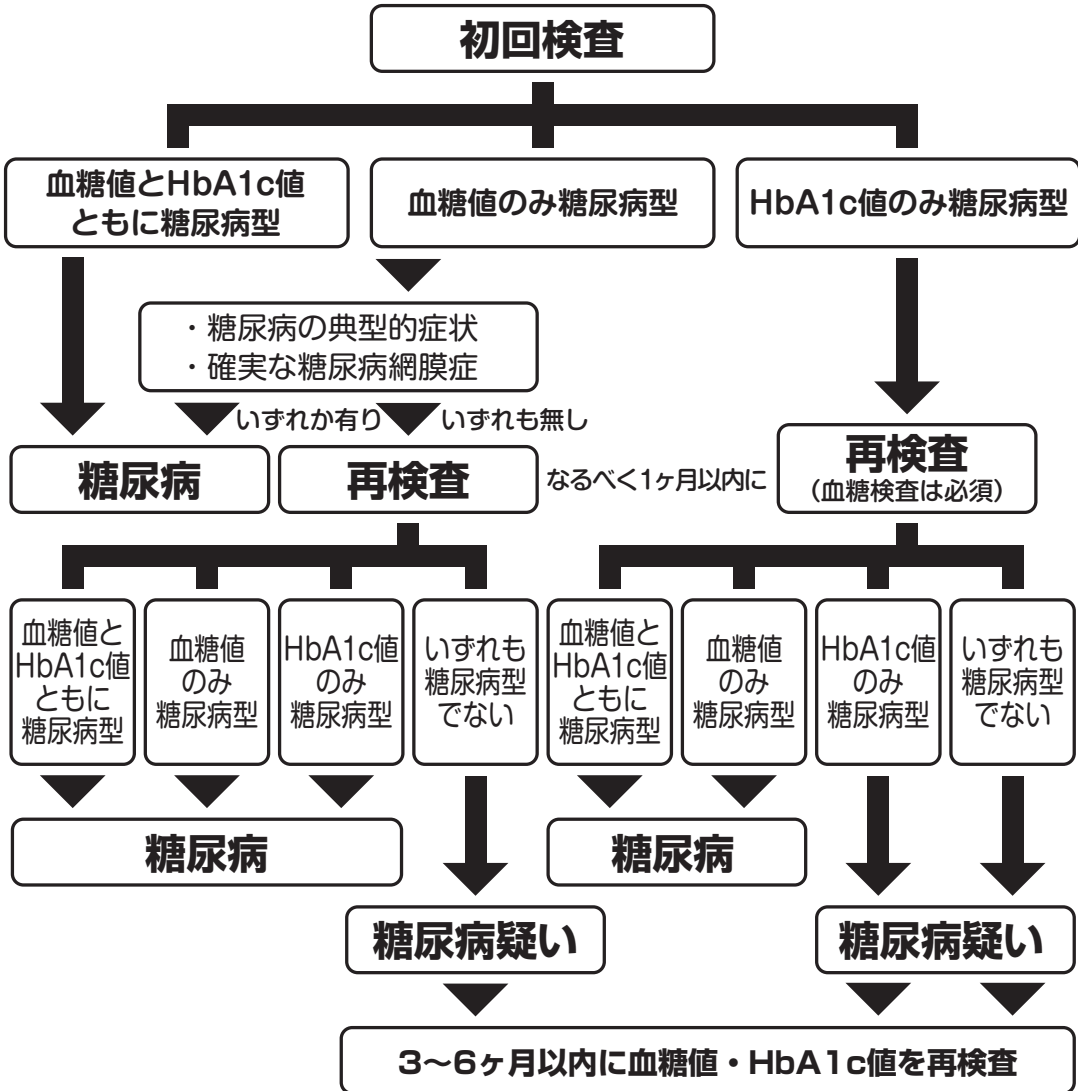 初回検査
血糖値とHbA1c値
ともに糖尿病型
血糖値のみ糖尿病型
HbA1c値のみ糖尿病型
・糖尿病の典型的症状
・確実な糖尿病網膜症
いずれか有り
いずれも無し
糖尿病
再検査
なるべく1ヶ月以内に
再検査
(血糖検査は必須)
血糖値と
HbA1c値
ともに
糖尿病型
血糖値
のみ
糖尿病型
HbA1c値
のみ
糖尿病型
いずれも
糖尿病型
でない
血糖値と
HbA1c値
ともに
糖尿病型
血糖値
のみ
糖尿病型
HbA1c値
のみ
糖尿病型
いずれも
糖尿病型
でない
糖尿病
糖尿病
糖尿病疑い
糖尿病疑い
3〜6ヶ月以内に血糖値・HbA1c値を再検査